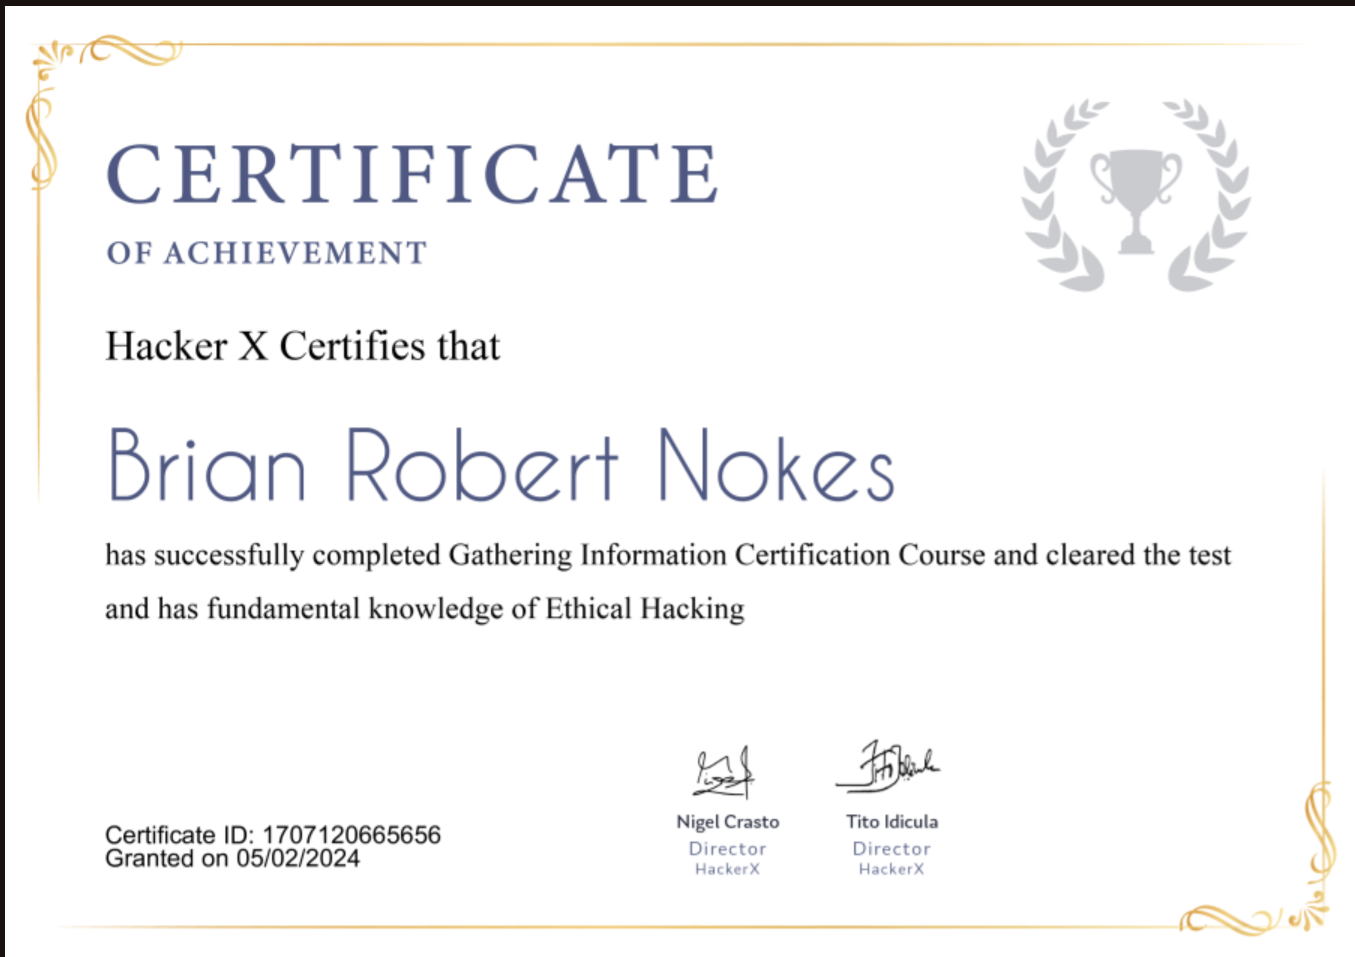 CERTIFICATE
OF ACHIEVEMENT
Hacker X Certifies that
Brian Robert Nokes
has successfully completed Gathering Information Certification Course and cleared the test
and has fundamental knowledge of Ethical Hacking
Certificate ID: 1707120665656
Granted on 05/02/2024
Nigel Crasto
Director
HackerX
Tito Idicula
Director
HackerX